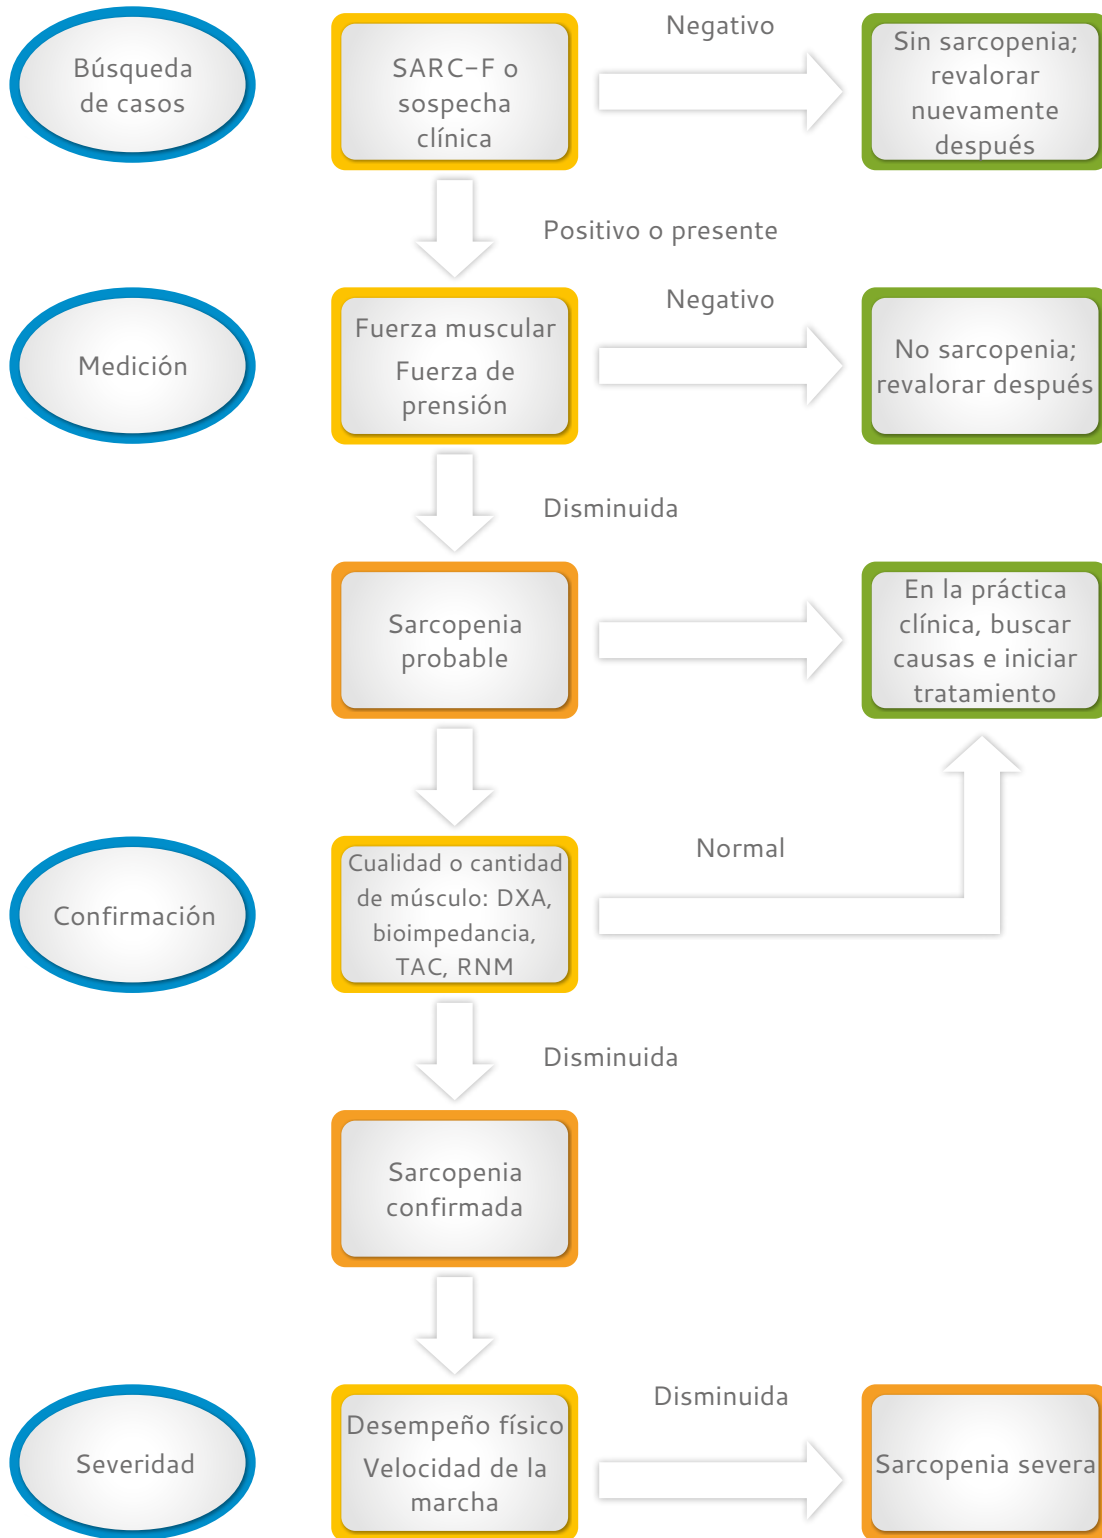 Búsqueda
de casos
SARC-F o
sospecha
clínica
Negativo
Sin sarcopenia;
revalorar
nuevamente
después
Positivo o presente
Medición
Fuerza muscular
Fuerza de
prensión
Negativo
No sarcopenia;
revalorar después
Disminuida
Sarcopenia
probable
En la práctica
clínica, buscar
causas e iniciar
tratamiento
Confirmación
Cualidad o cantidad
de músculo: DXA,
bioimpedancia,
TAC, RNM
Normal
Disminuida
Sarcopenia
confirmada
Severidad
Desempeño físico
Velocidad de la
marcha
Disminuida
Sarcopenia severa